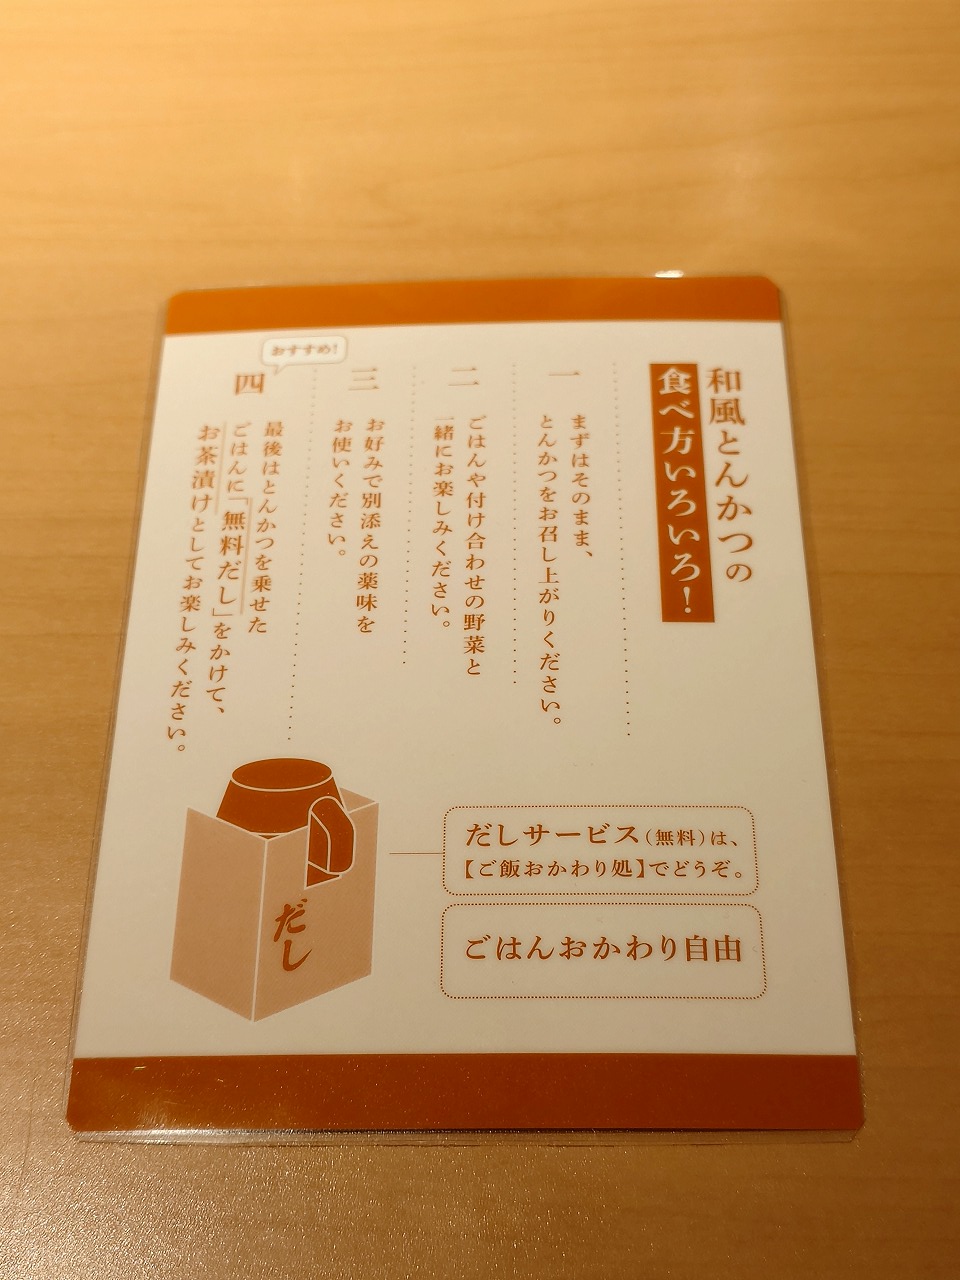 和風とんかつの
食べ方いろいろ！
一
まずはそのまま、
とんかつをお召し上がりください。
二
ごはんや付け合わせの野菜と
一緒にお楽しみください。
三
お好みで別添えの薬味を
お使いください。
おすすめ！
四
最後はとんかつを乗せた
ごはんに「無料だし」をかけて、
お茶漬けとしてお楽しみください。
だし
だしサービス（無料）は、
【ご飯おかわり処】でどうぞ。
ごはんおかわり自由